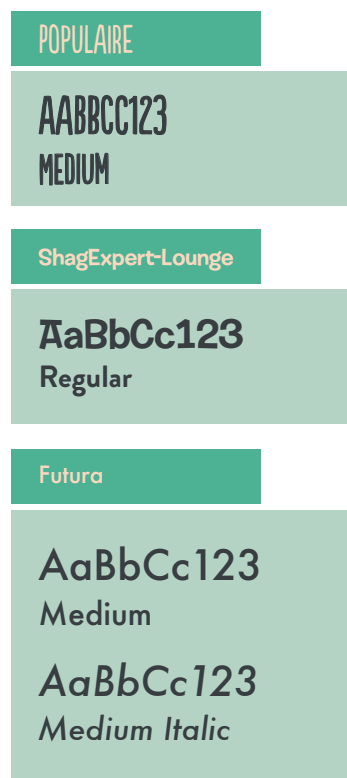 POPULAIRE
AABBCC123
MEDIUM
ShagExpert-Lounge
AaBbCc123
Regular
Futura
AaBbCc123
Medium
AaBbCc123
Medium Italic